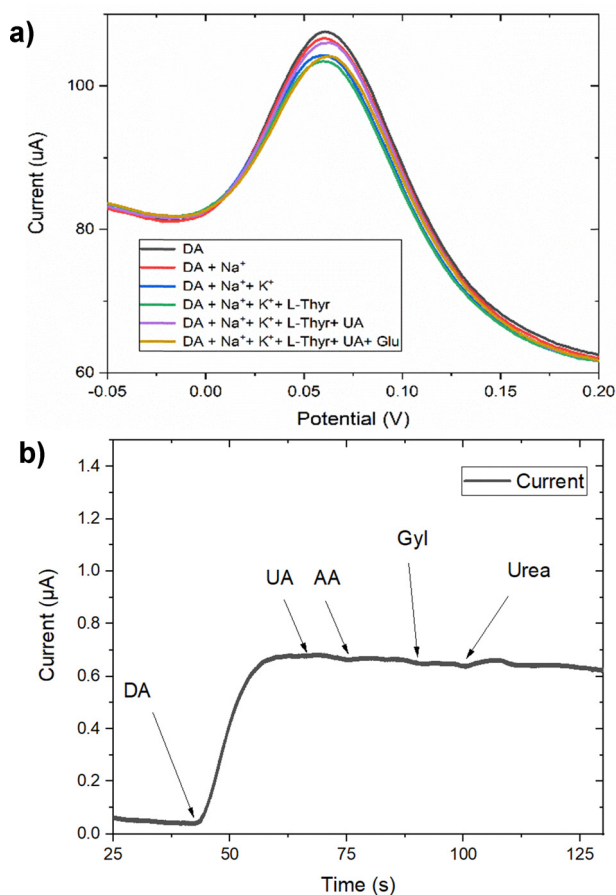 a)
Current (uA)
100
80
60
DA
DA + Na⁺
DA + Na⁺+ K⁺
DA + Na⁺+ K⁺+ L-Thyr
DA + Na⁺+ K⁺+ L-Thyr+ UA
DA + Na⁺+ K⁺+ L-Thyr+ UA+ Glu
-0.05 0.00 0.05 0.10 0.15 0.20
Potential (V)
b)
Current (µA)
1.4
1.2
1.0
0.8
0.6
0.4
0.2
0.0
Current
Gyl
UA AA Urea
DA
25 50 75 100 125
Time (s)